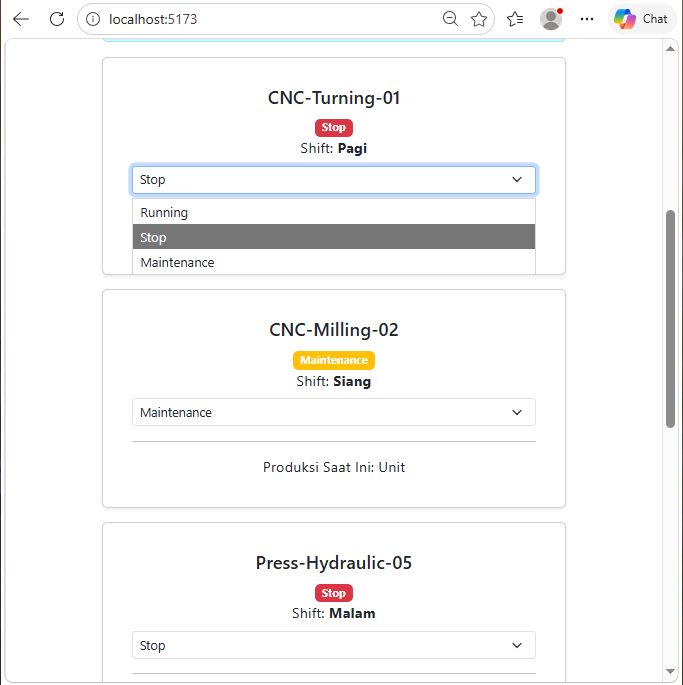 localhost:5173
Chat
CNC-Turning-01
Stop
Shift: Pagi
Stop
Running
Stop
Maintenance
CNC-Milling-02
Maintenance
Shift: Siang
Maintenance
Produksi Saat Ini: Unit
Press-Hydraulic-05
Stop
Shift: Malam
Stop